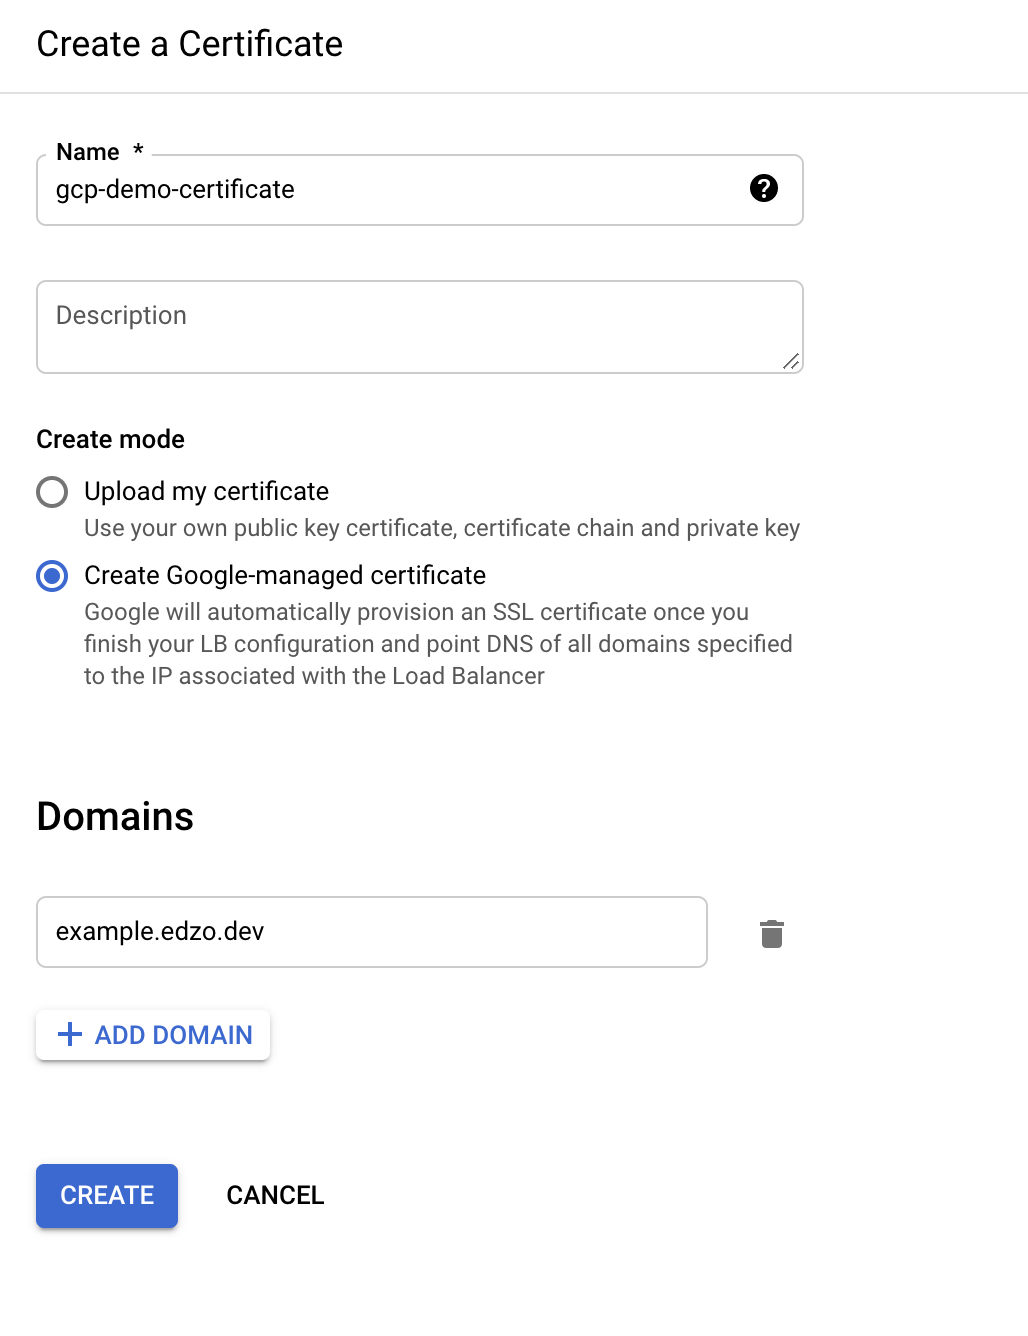 Create a Certificate
Name *
gcp-demo-certificate
Description
Create mode
Upload my certificate
Use your own public key certificate, certificate chain and private key
Create Google-managed certificate
Google will automatically provision an SSL certificate once you
finish your LB configuration and point DNS of all domains specified
to the IP associated with the Load Balancer
Domains
example.edzo.dev
ADD DOMAIN
CREATE CANCEL